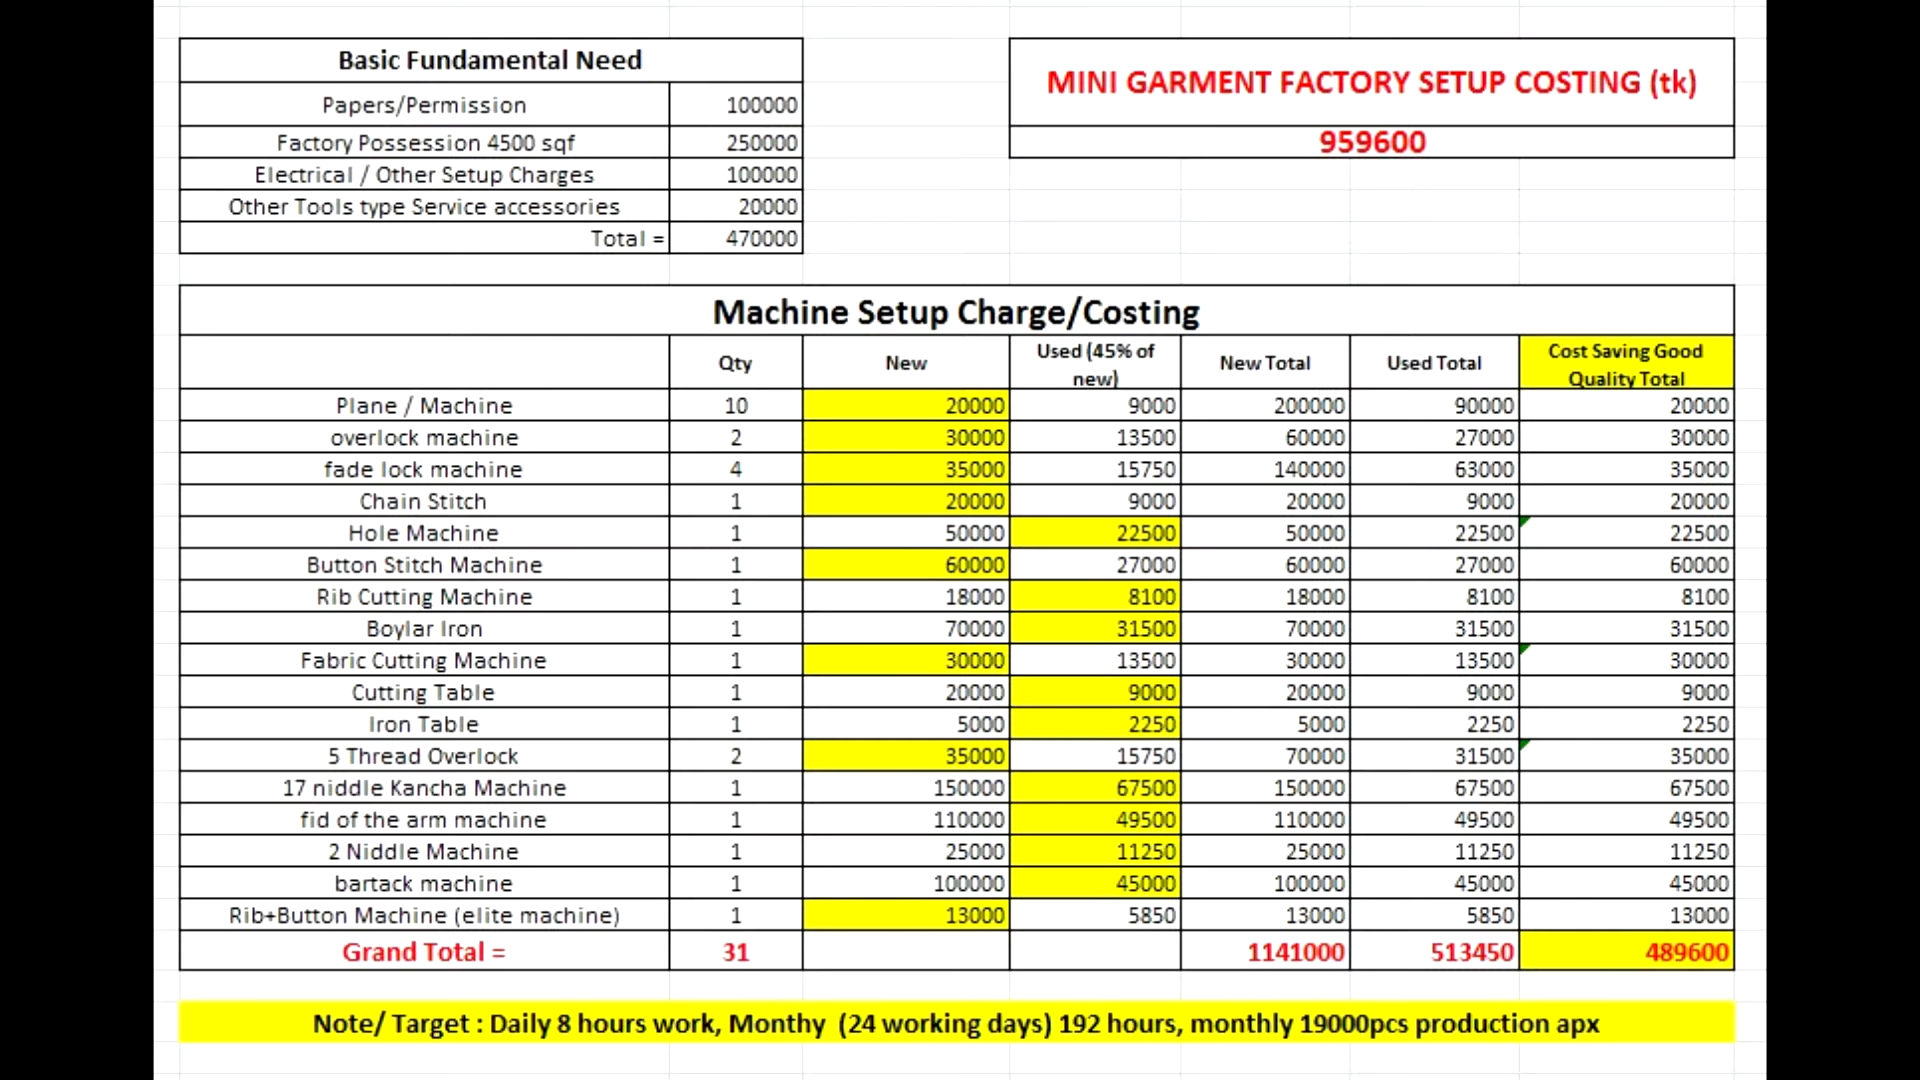 Basic Fundamental Need
Papers/Permission 100000
Factory Possession 4500 sqf 250000
Electrical / Other Setup Charges 100000
Other Tools type Service accessories 20000
Total = 470000
MINI GARMENT FACTORY SETUP COSTING (tk)
959600
Machine Setup Charge/Costing
Qty New Used (45% of new) New Total Used Total Cost Saving Good Quality Total
Plane / Machine 10 20000 9000 200000 90000 20000
overlock machine 2 30000 13500 60000 27000 30000
fade lock machine 4 35000 15750 140000 63000 35000
Chain Stitch 1 20000 9000 20000 9000 20000
Hole Machine 1 50000 22500 50000 22500 22500
Button Stitch Machine 1 60000 27000 60000 27000 60000
Rib Cutting Machine 1 18000 8100 18000 8100 8100
Boylar Iron 1 70000 31500 70000 31500 31500
Fabric Cutting Machine 1 30000 13500 30000 13500 30000
Cutting Table 1 20000 9000 20000 9000 9000
Iron Table 1 5000 2250 5000 2250 2250
5 Thread Overlock 2 35000 15750 70000 31500 35000
17 niddle Kancha Machine 1 150000 67500 150000 67500 67500
fid of the arm machine 1 110000 49500 110000 49500 49500
2 Niddle Machine 1 25000 11250 25000 11250 11250
bartack machine 1 100000 45000 100000 45000 45000
Rib+Button Machine (elite machine) 1 13000 5850 13000 5850 13000
Grand Total = 31 1141000 513450 489600
Note/ Target : Daily 8 hours work, Monthy (24 working days) 192 hours, monthly 19000pcs production apx